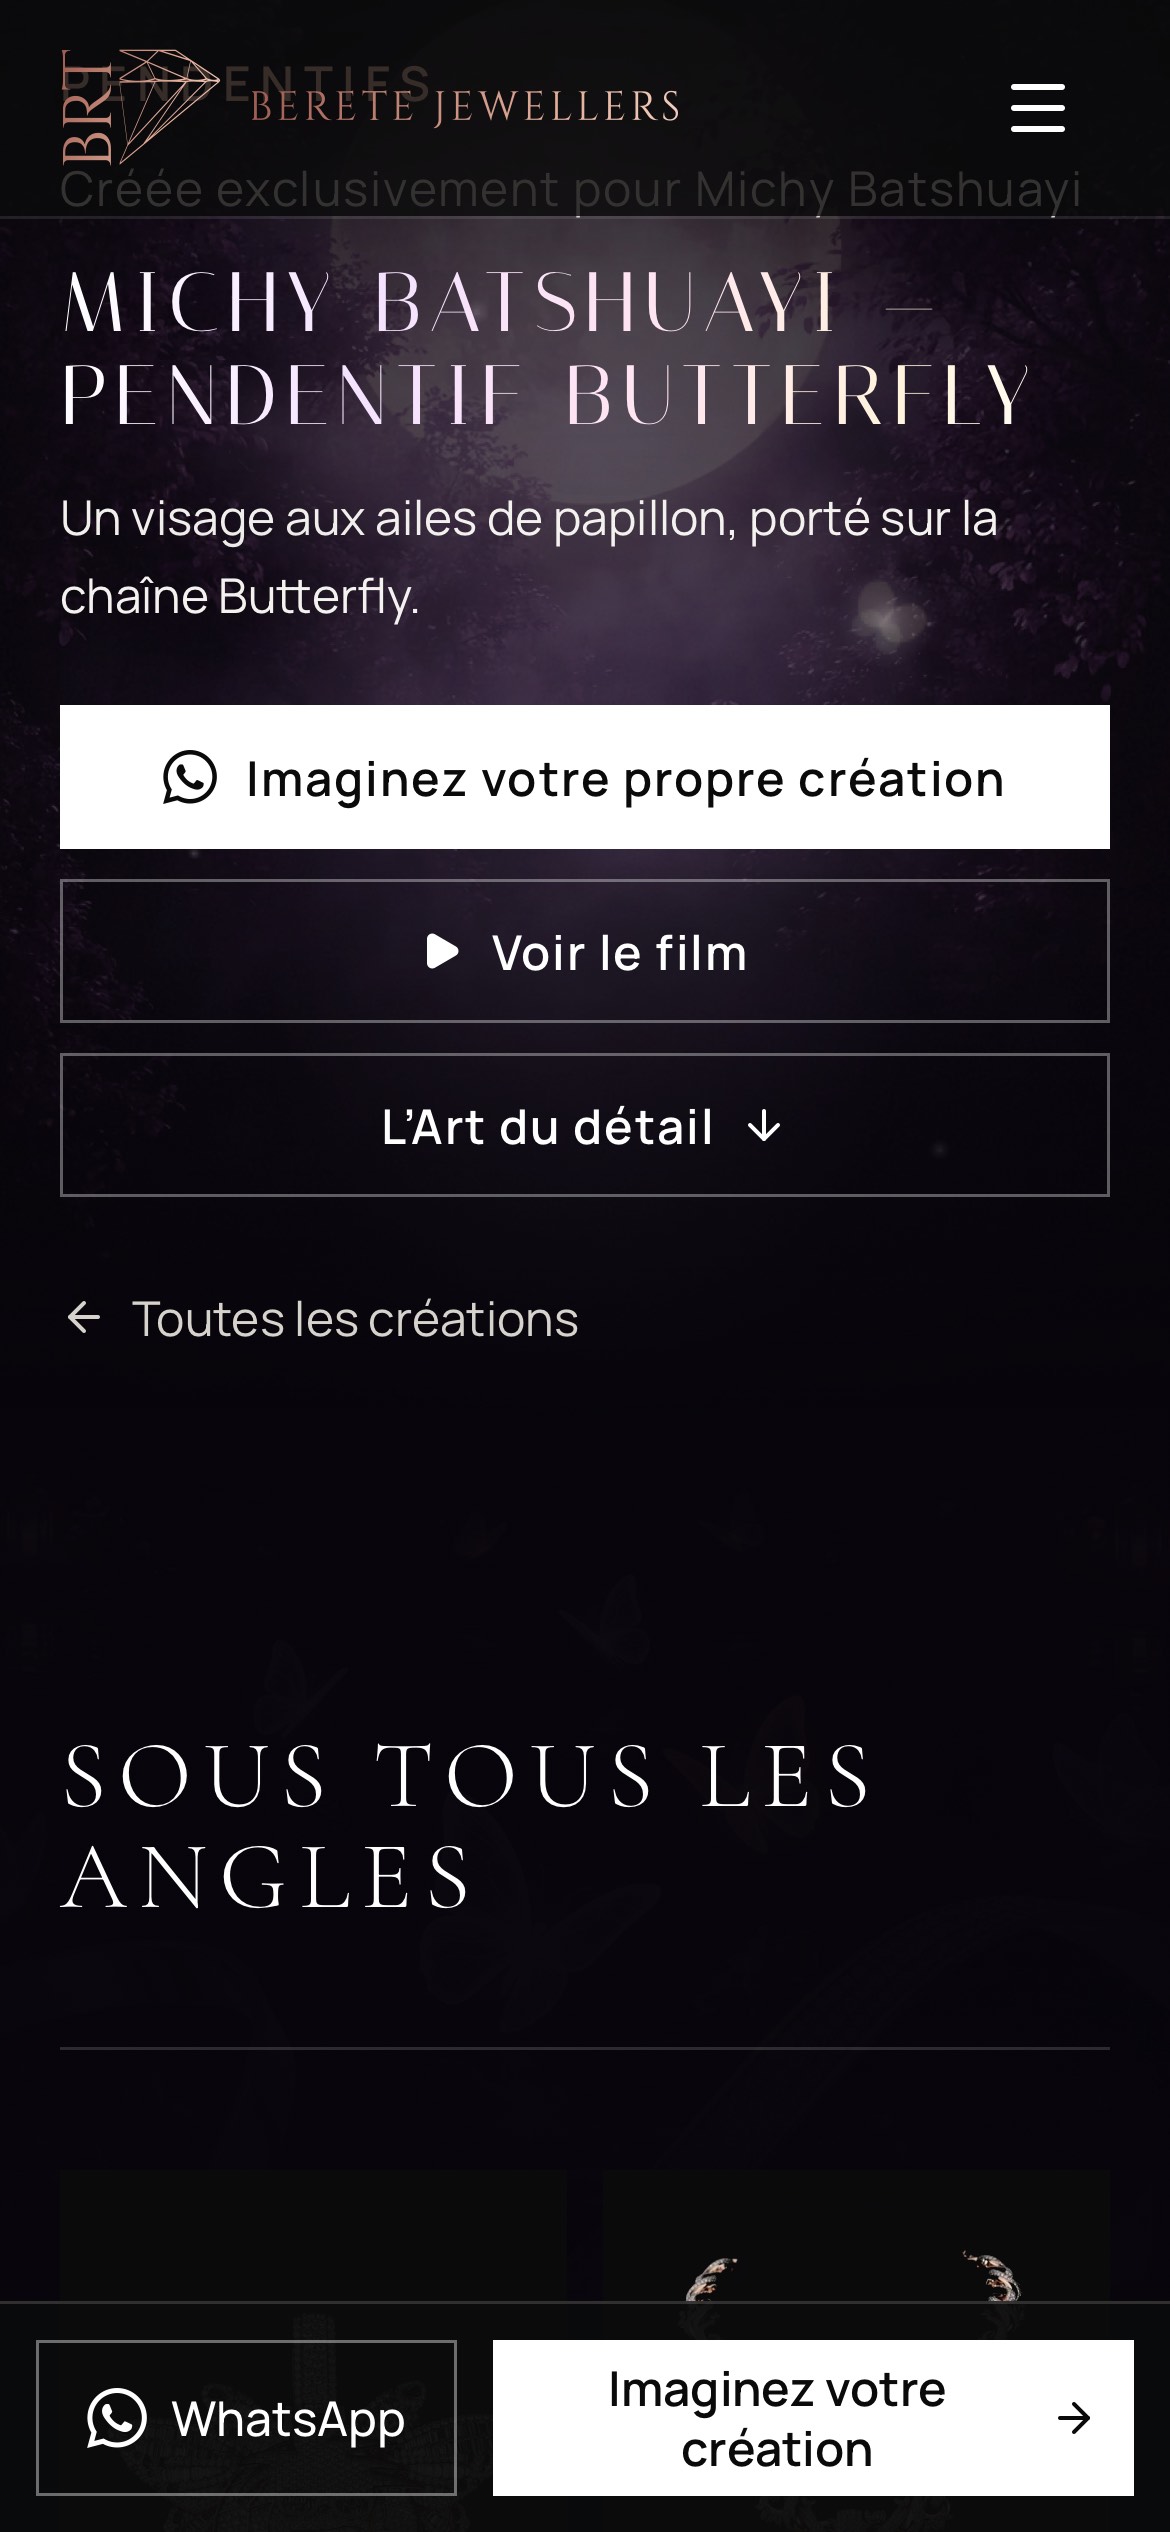 PENDENTIFS
BRT
BERETE JEWELLERS
Créée exclusivement pour Michy Batshuayi
MICHY BATSHUAYI —
PENDENTIF BUTTERFLY
Un visage aux ailes de papillon, porté sur la
chaîne Butterfly.
Imaginez votre propre création
Voir le film
L’Art du détail ↓
← Toutes les créations
SOUS TOUS LES
ANGLES
WhatsApp
Imaginez votre
création →